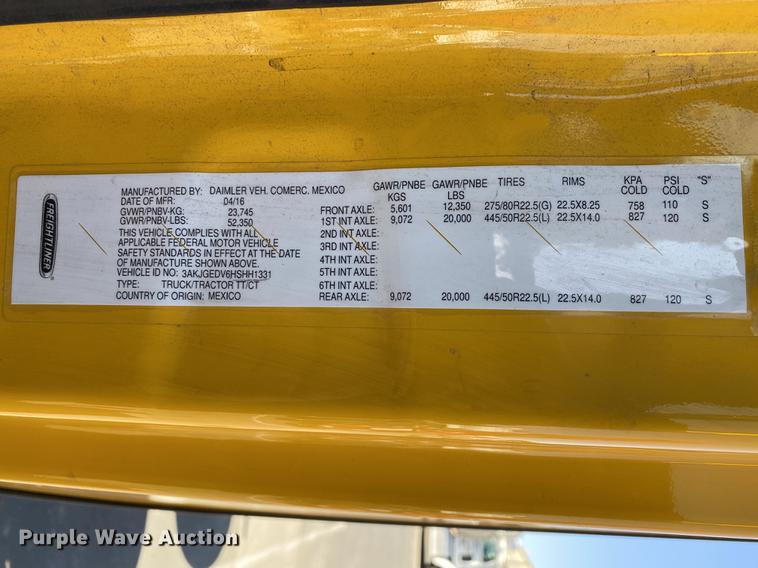 FREIGHTLINER
MANUFACTURED BY: DAIMLER VEH. COMERC. MEXICO
DATE OF MFR: 04/16
GVWR/PNBV-KG: 23,745
GVWR/PNBV-LBS: 52,350
THIS VEHICLE COMPLIES WITH ALL
APPLICABLE FEDERAL MOTOR VEHICLE
SAFETY STANDARDS IN EFFECT AT THE DATE
OF MANUFACTURE SHOWN ABOVE.
VEHICLE ID NO: 3AKJGEDV6HSHH1331
TYPE: TRUCK/TRACTOR TT/CT
COUNTRY OF ORIGIN: MEXICO
GAWR/PNBE KGS GAWR/PNBE LBS TIRES RIMS KPA COLD PSI COLD "S"
FRONT AXLE: 5,601 12,350 275/80R22.5(G) 22.5X8.25 758 110 S
1ST INT AXLE: 9,072 20,000 445/50R22.5(L) 22.5X14.0 827 120 S
2ND INT AXLE:
3RD INT AXLE:
4TH INT AXLE:
5TH INT AXLE:
6TH INT AXLE:
REAR AXLE: 9,072 20,000 445/50R22.5(L) 22.5X14.0 827 120 S
Purple Wave Auction